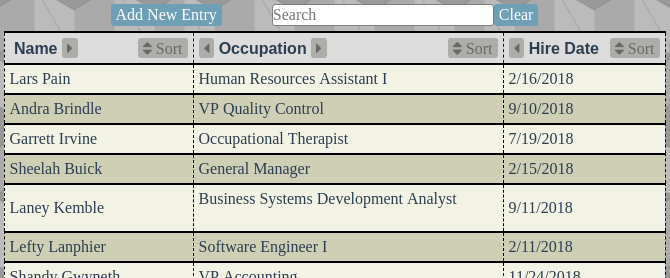 Add New Entry Search Clear
Name Sort Occupation Sort Hire Date Sort
Lars Pain Human Resources Assistant I 2/16/2018
Andra Brindle VP Quality Control 9/10/2018
Garrett Irvine Occupational Therapist 7/19/2018
Sheelah Buick General Manager 2/15/2018
Laney Kemble Business Systems Development Analyst 9/11/2018
Lefty Lanphier Software Engineer I 2/11/2018
Shandy Gwyneth VP Accounting 11/24/2018